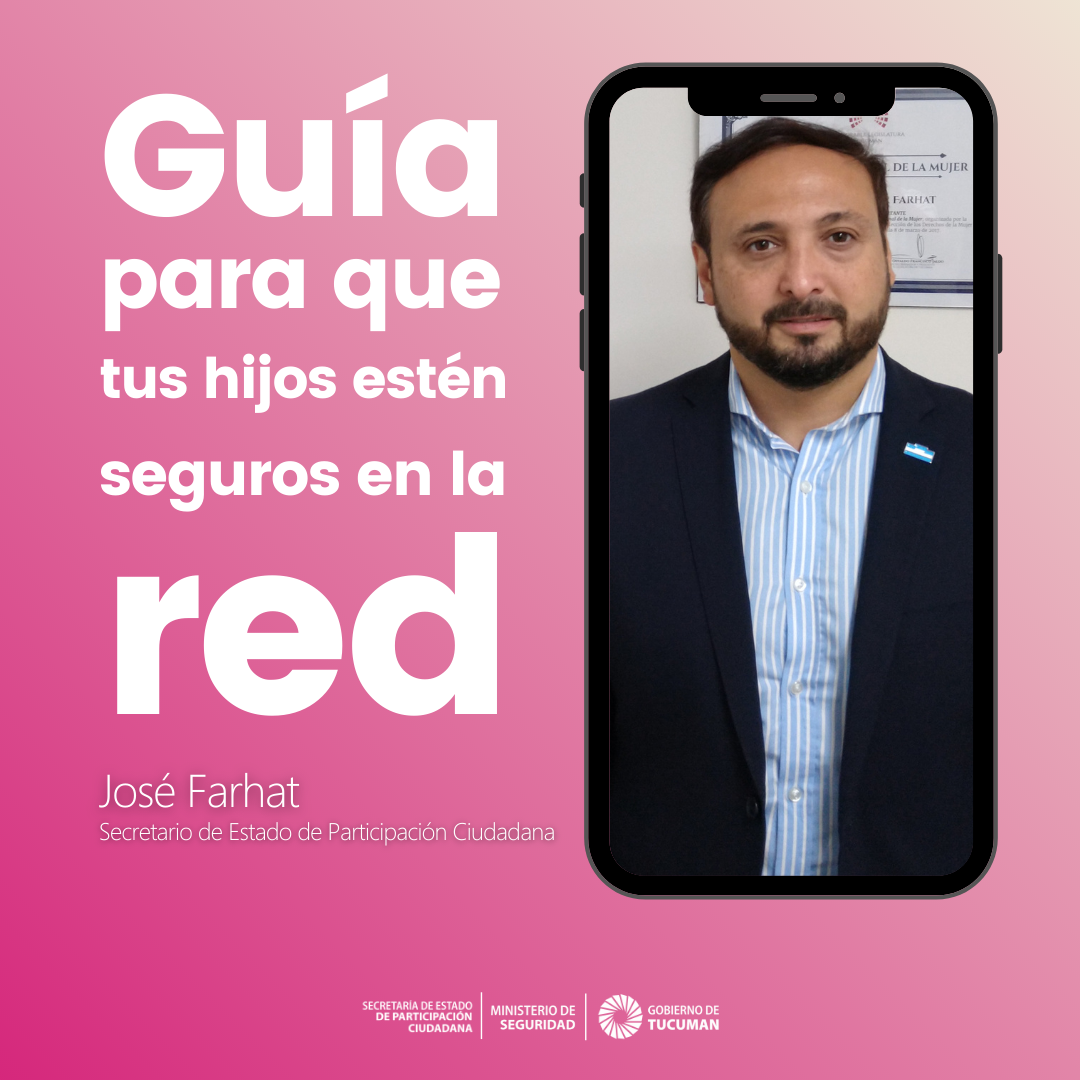 Guía
para que
tus hijos estén
seguros en la
red
José Farhat
Secretario de Estado de Participación Ciudadana
DE LA MUJER
FARHAT
SECRETARÍA DE ESTADO
DE PARTICIPACIÓN
CIUDADANA
MINISTERIO DE
SEGURIDAD
GOBIERNO DE
TUCUMAN